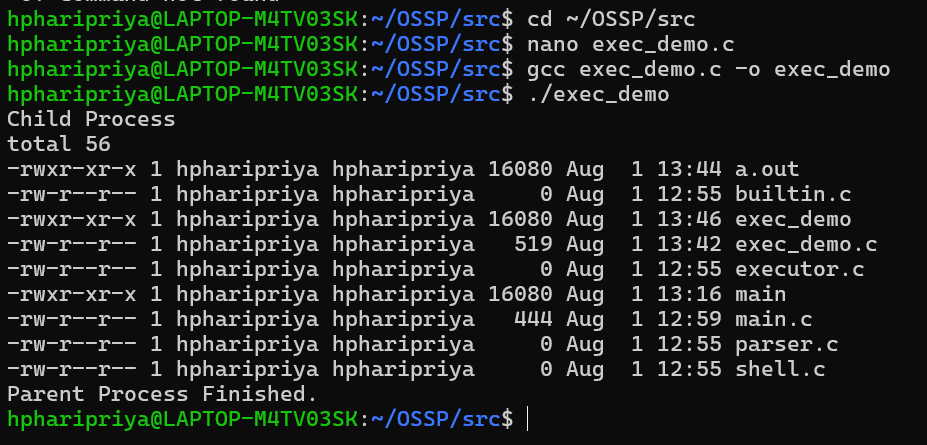 hpharipriya@LAPTOP-M4TV03SK:~/OSSP/src$ cd ~/OSSP/src
hpharipriya@LAPTOP-M4TV03SK:~/OSSP/src$ nano exec_demo.c
hpharipriya@LAPTOP-M4TV03SK:~/OSSP/src$ gcc exec_demo.c -o exec_demo
hpharipriya@LAPTOP-M4TV03SK:~/OSSP/src$ ./exec_demo
Child Process
total 56
-rwxr-xr-x 1 hpharipriya hpharipriya 16080 Aug  1 13:44 a.out
-rw-r--r-- 1 hpharipriya hpharipriya     0 Aug  1 12:55 builtin.c
-rwxr-xr-x 1 hpharipriya hpharipriya 16080 Aug  1 13:46 exec_demo
-rw-r--r-- 1 hpharipriya hpharipriya   519 Aug  1 13:42 exec_demo.c
-rw-r--r-- 1 hpharipriya hpharipriya     0 Aug  1 12:55 executor.c
-rwxr-xr-x 1 hpharipriya hpharipriya 16080 Aug  1 13:16 main
-rw-r--r-- 1 hpharipriya hpharipriya   444 Aug  1 12:59 main.c
-rw-r--r-- 1 hpharipriya hpharipriya     0 Aug  1 12:55 parser.c
-rw-r--r-- 1 hpharipriya hpharipriya     0 Aug  1 12:55 shell.c
Parent Process Finished.
hpharipriya@LAPTOP-M4TV03SK:~/OSSP/src$